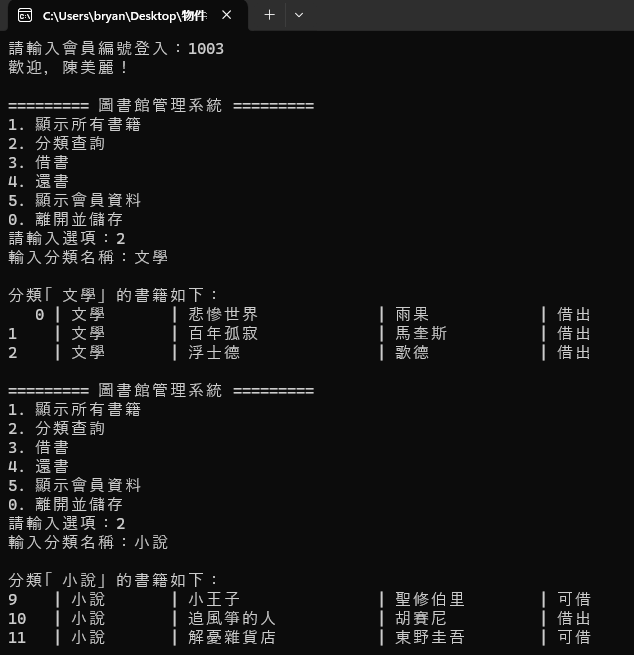 C:\Users\bryan\Desktop\物件
請輸入會員編號登入：1003
歡迎, 陳美麗！
========= 圖書館管理系統 =========
1. 顯示所有書籍
2. 分類查詢
3. 借書
4. 還書
5. 顯示會員資料
0. 離開並儲存
請輸入選項：2
輸入分類名稱：文學
分類「文學」的書籍如下：
0 | 文學 | 悲慘世界 | 雨果 | 借出
1 | 文學 | 百年孤寂 | 馬奎斯 | 借出
2 | 文學 | 浮士德 | 歌德 | 借出
========= 圖書館管理系統 =========
1. 顯示所有書籍
2. 分類查詢
3. 借書
4. 還書
5. 顯示會員資料
0. 離開並儲存
請輸入選項：2
輸入分類名稱：小說
分類「小說」的書籍如下：
9 | 小說 | 小王子 | 聖修伯里 | 可借
10 | 小說 | 追風箏的人 | 胡賽尼 | 借出
11 | 小說 | 解憂雜貨店 | 東野圭吾 | 可借